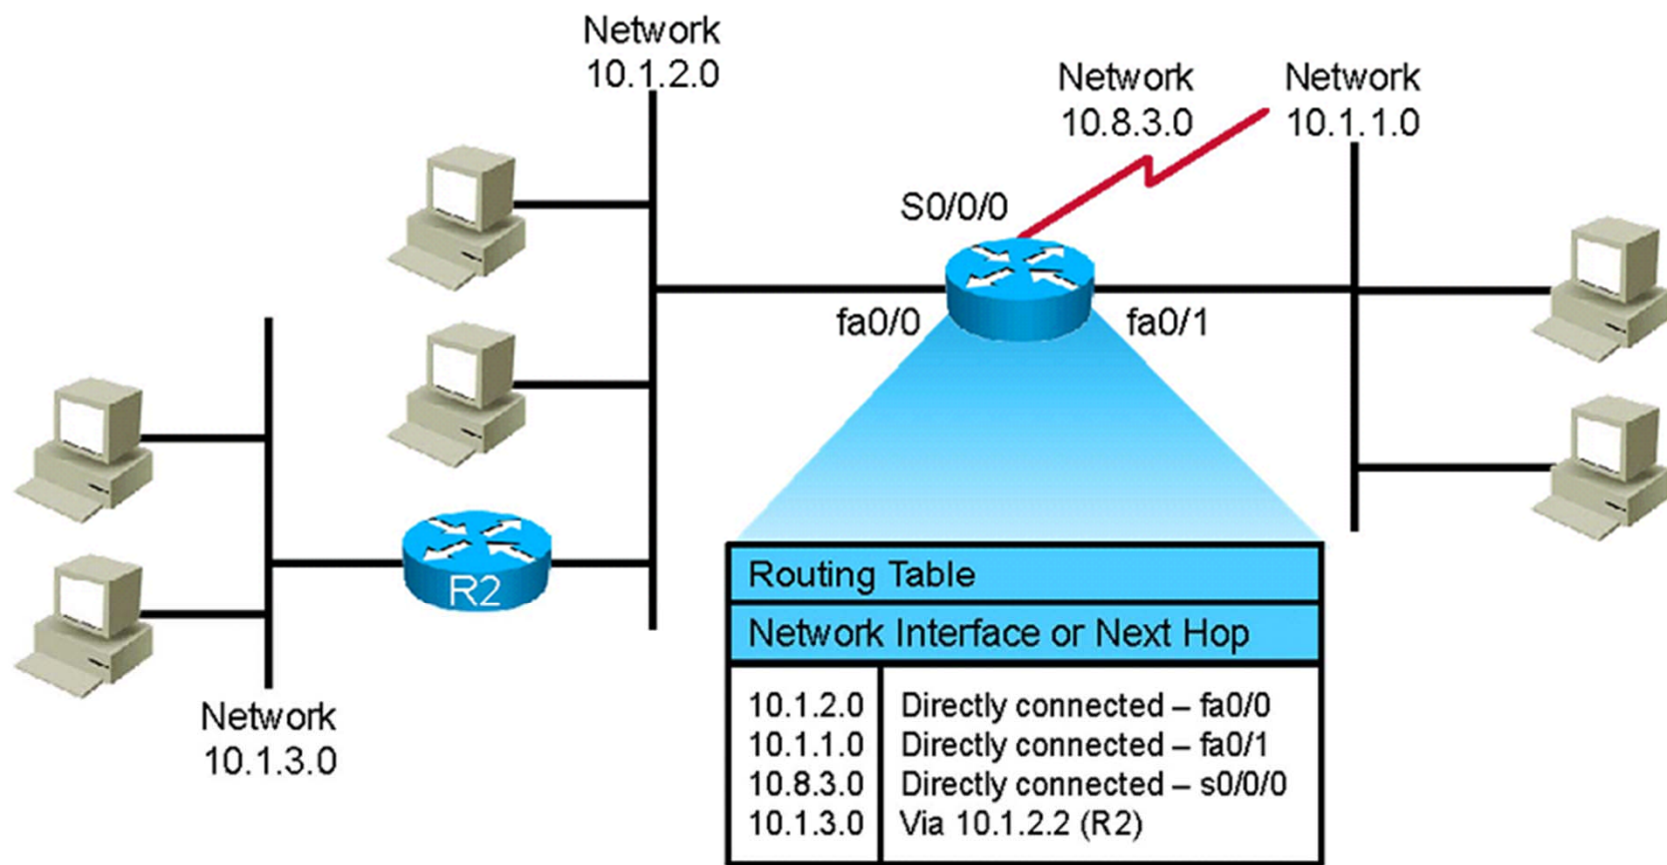 Network
10.1.2.0
Network
10.8.3.0
Network
10.1.1.0
S0/0/0
fa0/0
fa0/1
R2
Network
10.1.3.0
Routing Table
Network Interface or Next Hop
10.1.2.0 Directly connected – fa0/0
10.1.1.0 Directly connected – fa0/1
10.8.3.0 Directly connected – s0/0/0
10.1.3.0 Via 10.1.2.2 (R2)